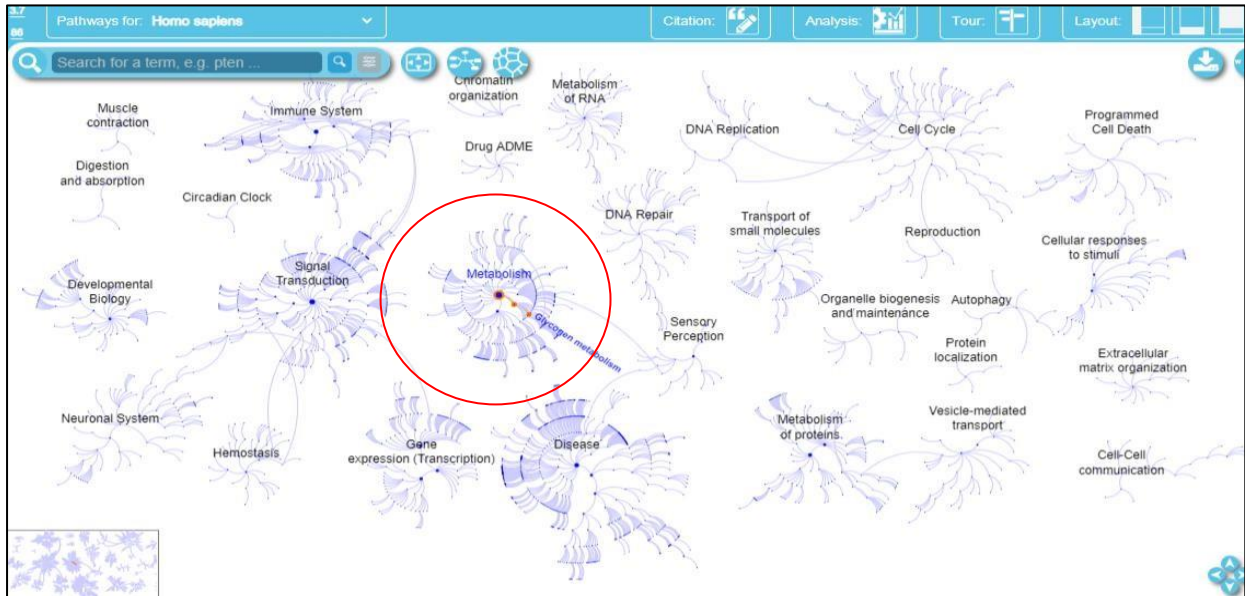 3.7
86
Pathways for: Homo sapiens
Citation:
Analysis:
Tour:
Layout:
Search for a term, e.g. pten ...
Muscle
contraction
Immune System
Chromatin
organization
Metabolism
of RNA
DNA Replication
Cell Cycle
Programmed
Cell Death
Drug ADME
Digestion
and absorption
Circadian Clock
DNA Repair
Transport of
small molecules
Reproduction
Cellular responses
to stimuli
Signal
Transduction
Metabolism
Glycogen metabolism
Developmental
Biology
Organelle biogenesis
and maintenance
Autophagy
Sensory
Perception
Protein
localization
Extracellular
matrix organization
Neuronal System
Hemostasis
Gene
expression (Transcription)
Disease
Metabolism
of proteins
Vesicle-mediated
transport
Cell-Cell
communication